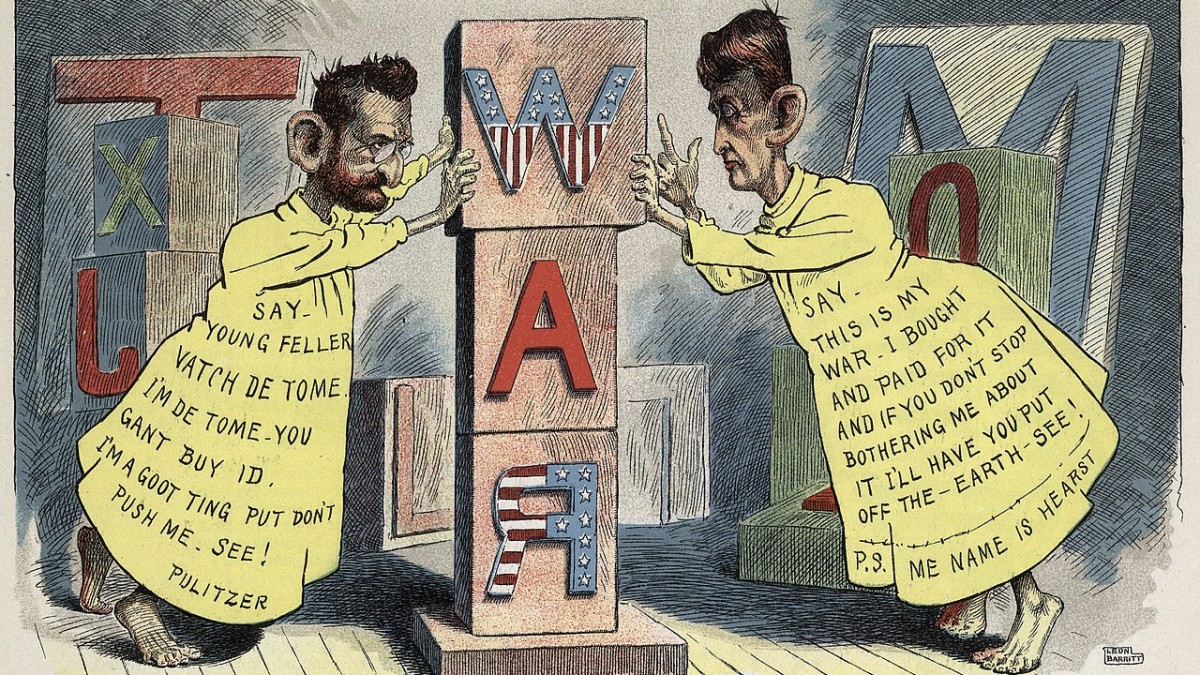 T
X
J
SAY-
YOUNG FELLER
VATCH DE TOME.
I'M DE TOME-YOU
GANT BUY ID.
I'M A GOOT TING PUT DON'T
PUSH ME. SEE!
PULITZER
W
A
R
L
M
SAY-
THIS IS MY
WAR-I BOUGHT
AND PAID FOR IT
AND IF YOU DON'T STOP
BOTHERING ME ABOUT
IT I'LL HAVE YOU PUT
OFF THE-EARTH-SEE!
P.S. ME NAME IS HEARST
LEON
BARRITT